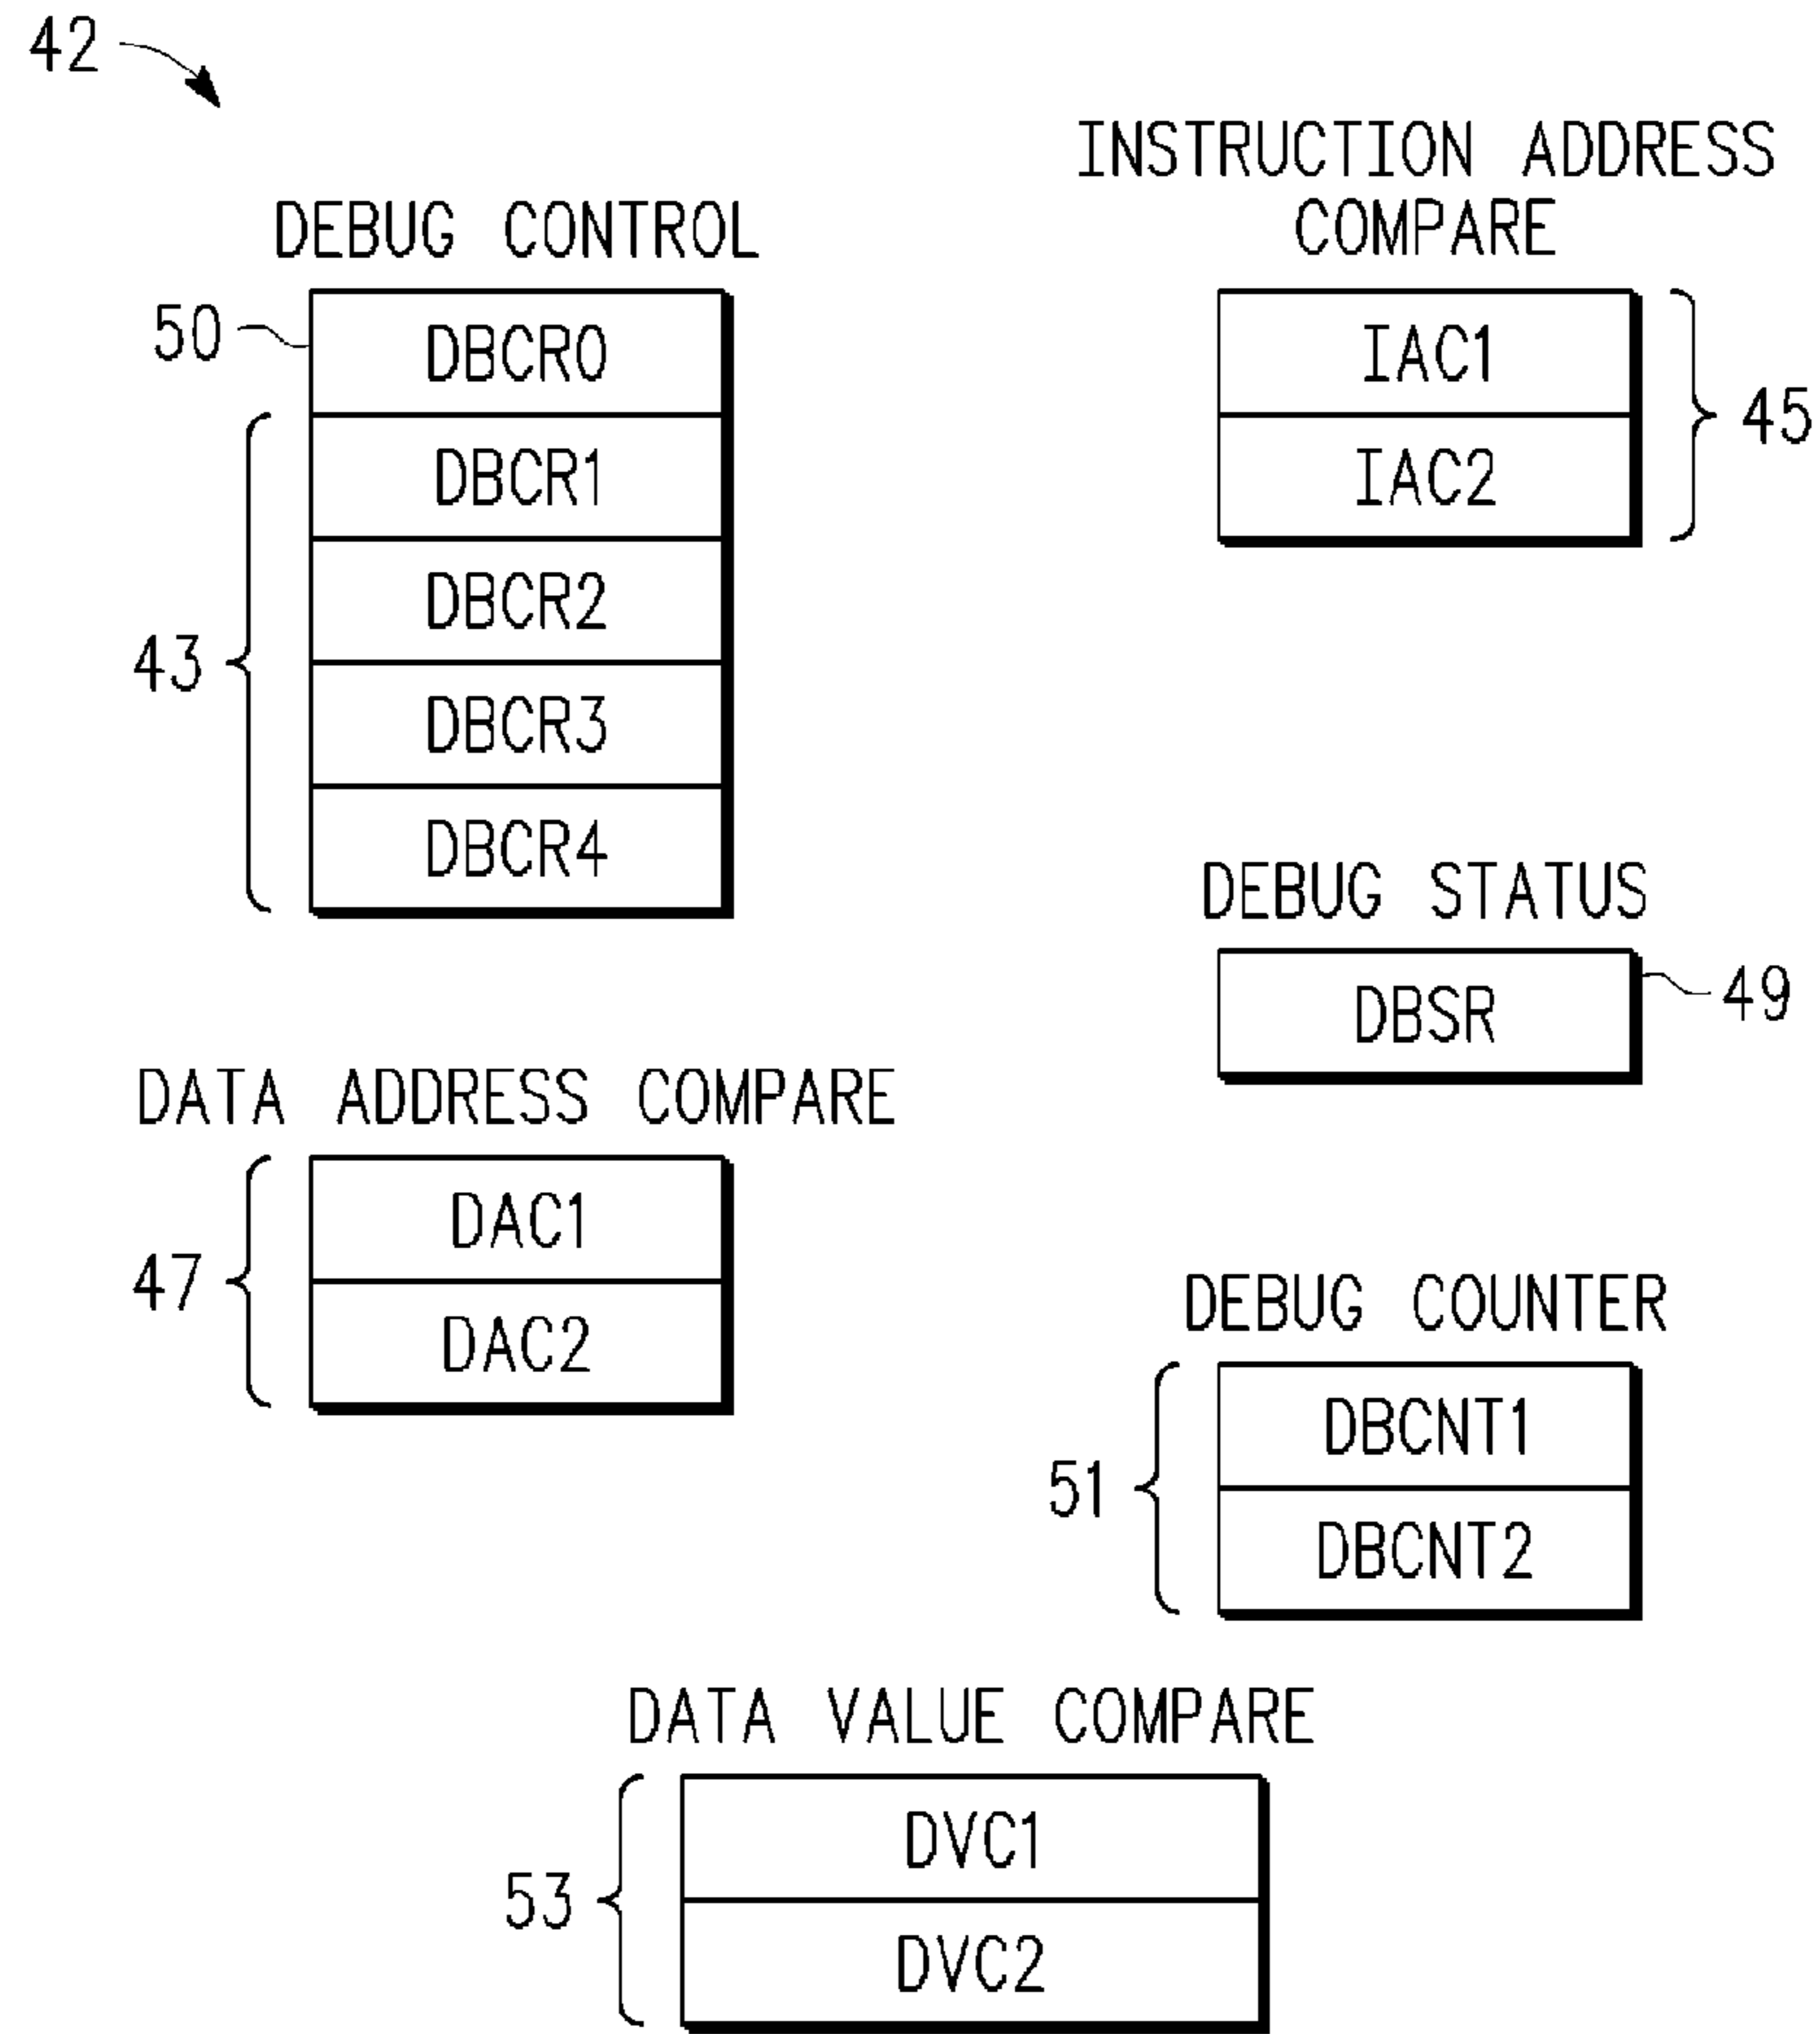 42
DEBUG CONTROL
50
DBCR0
DBCR1
DBCR2
DBCR3
DBCR4
43
INSTRUCTION ADDRESS
COMPARE
IAC1
IAC2
45
DEBUG STATUS
DBSR
49
DATA ADDRESS COMPARE
DAC1
DAC2
47
DEBUG COUNTER
DBCNT1
DBCNT2
51
DATA VALUE COMPARE
DVC1
DVC2
53